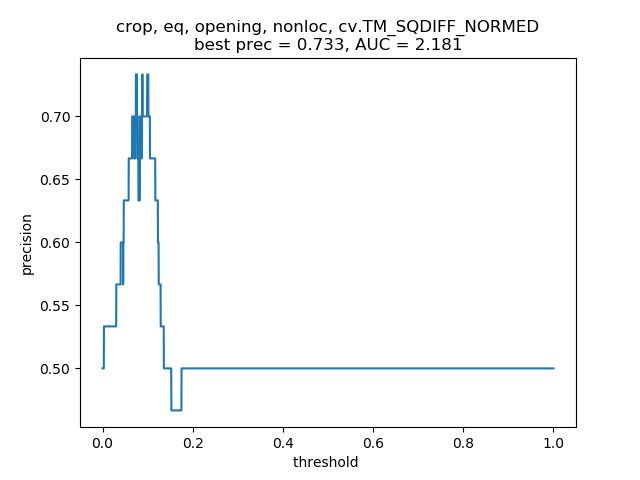 crop, eq, opening, nonloc, cv.TM_SQDIFF_NORMED
best prec = 0.733, AUC = 2.181
0.70
0.65
0.60
0.55
0.50
precision
0.0 0.2 0.4 0.6 0.8 1.0
threshold